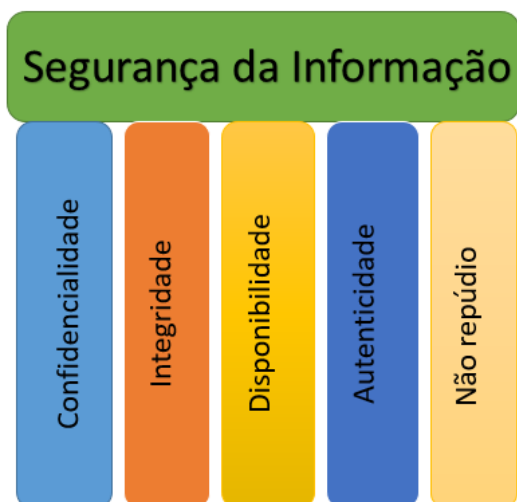 Segurança da Informação
Confidencialidade
Integridade
Disponibilidade
Autenticidade
Não repúdio